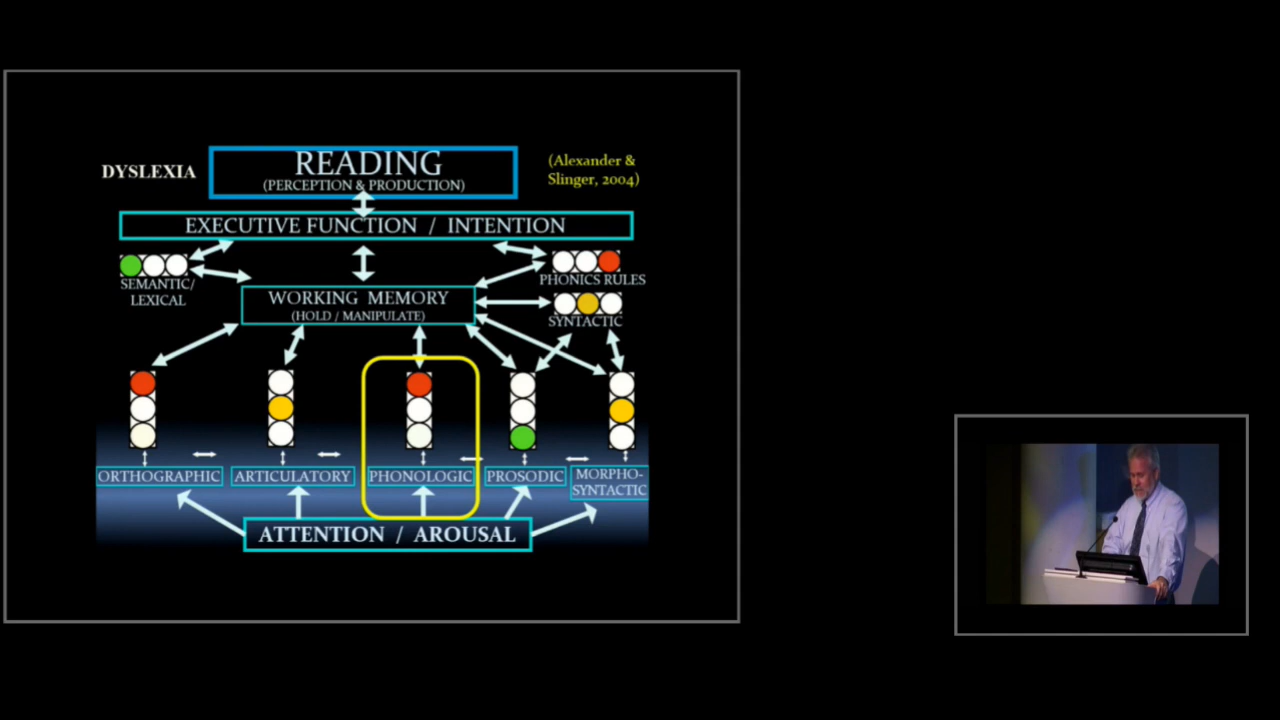 DYSLEXIA
READING
(PERCEPTION & PRODUCTION)
(Alexander &
Slinger, 2004)
EXECUTIVE FUNCTION / INTENTION
SEMANTIC/
LEXICAL
WORKING MEMORY
(HOLD / MANIPULATE)
PHONICS RULES
SYNTACTIC
ORTHOGRAPHIC
ARTICULATORY
PHONOLOGIC
PROSODIC
MORPHO-
SYNTACTIC
ATTENTION / AROUSAL